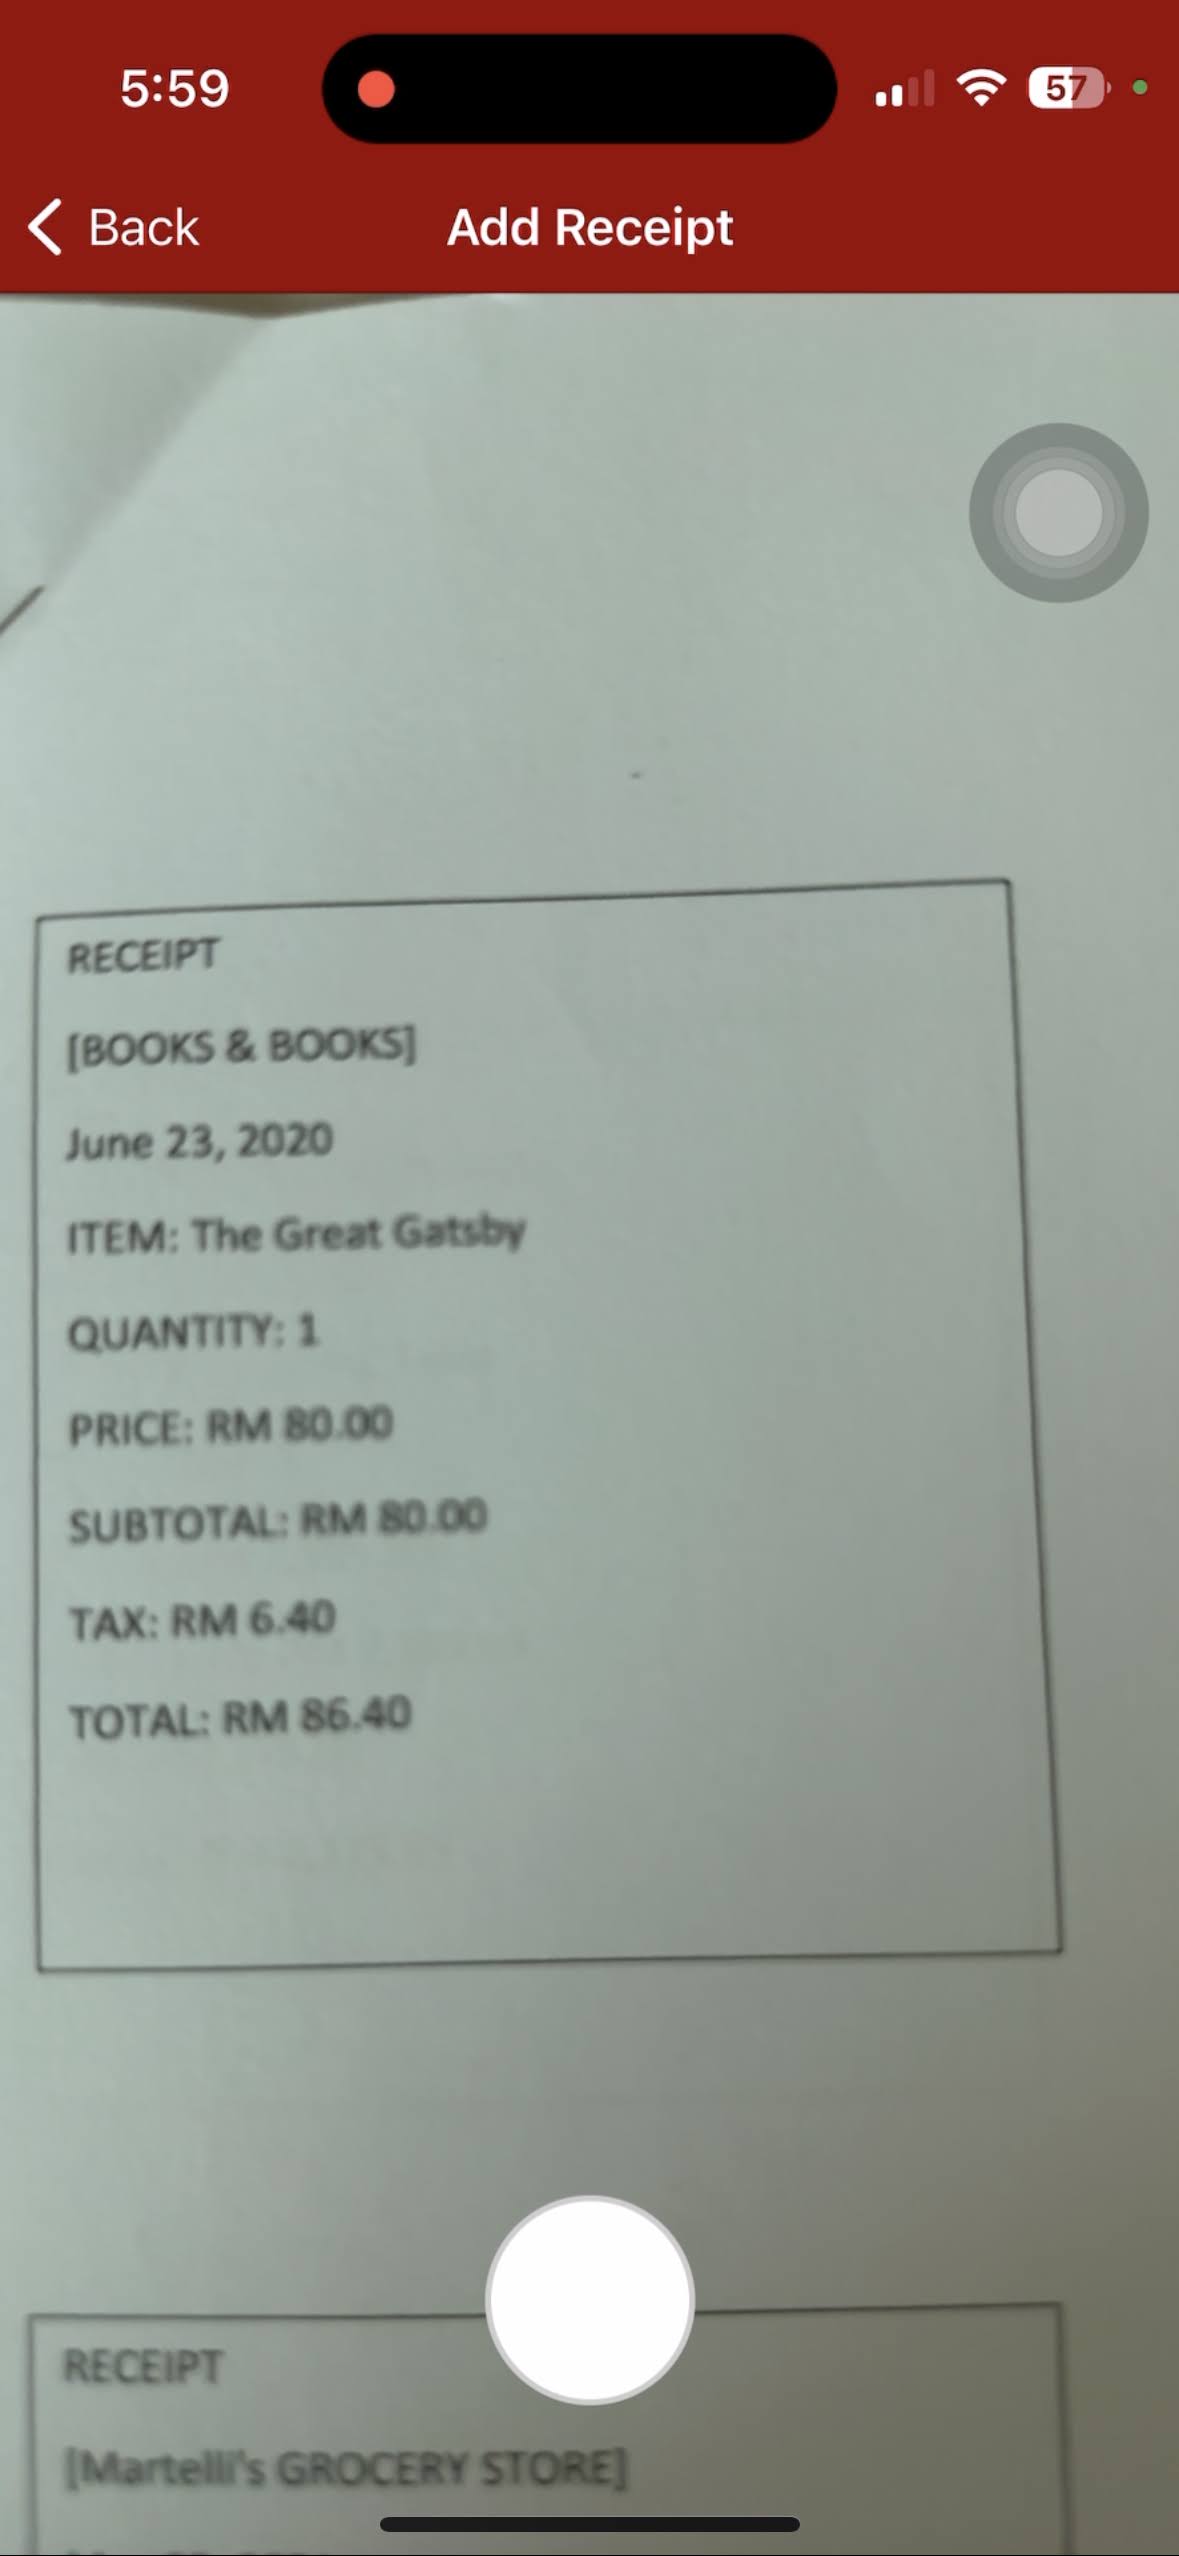 5:59
57
Back
Add Receipt
RECEIPT
[BOOKS & BOOKS]
June 23, 2020
ITEM: The Great Gatsby
QUANTITY: 1
PRICE: RM 80.00
SUBTOTAL: RM 80.00
TAX: RM 6.40
TOTAL: RM 86.40
RECEIPT
[Martelli's GROCERY STORE]